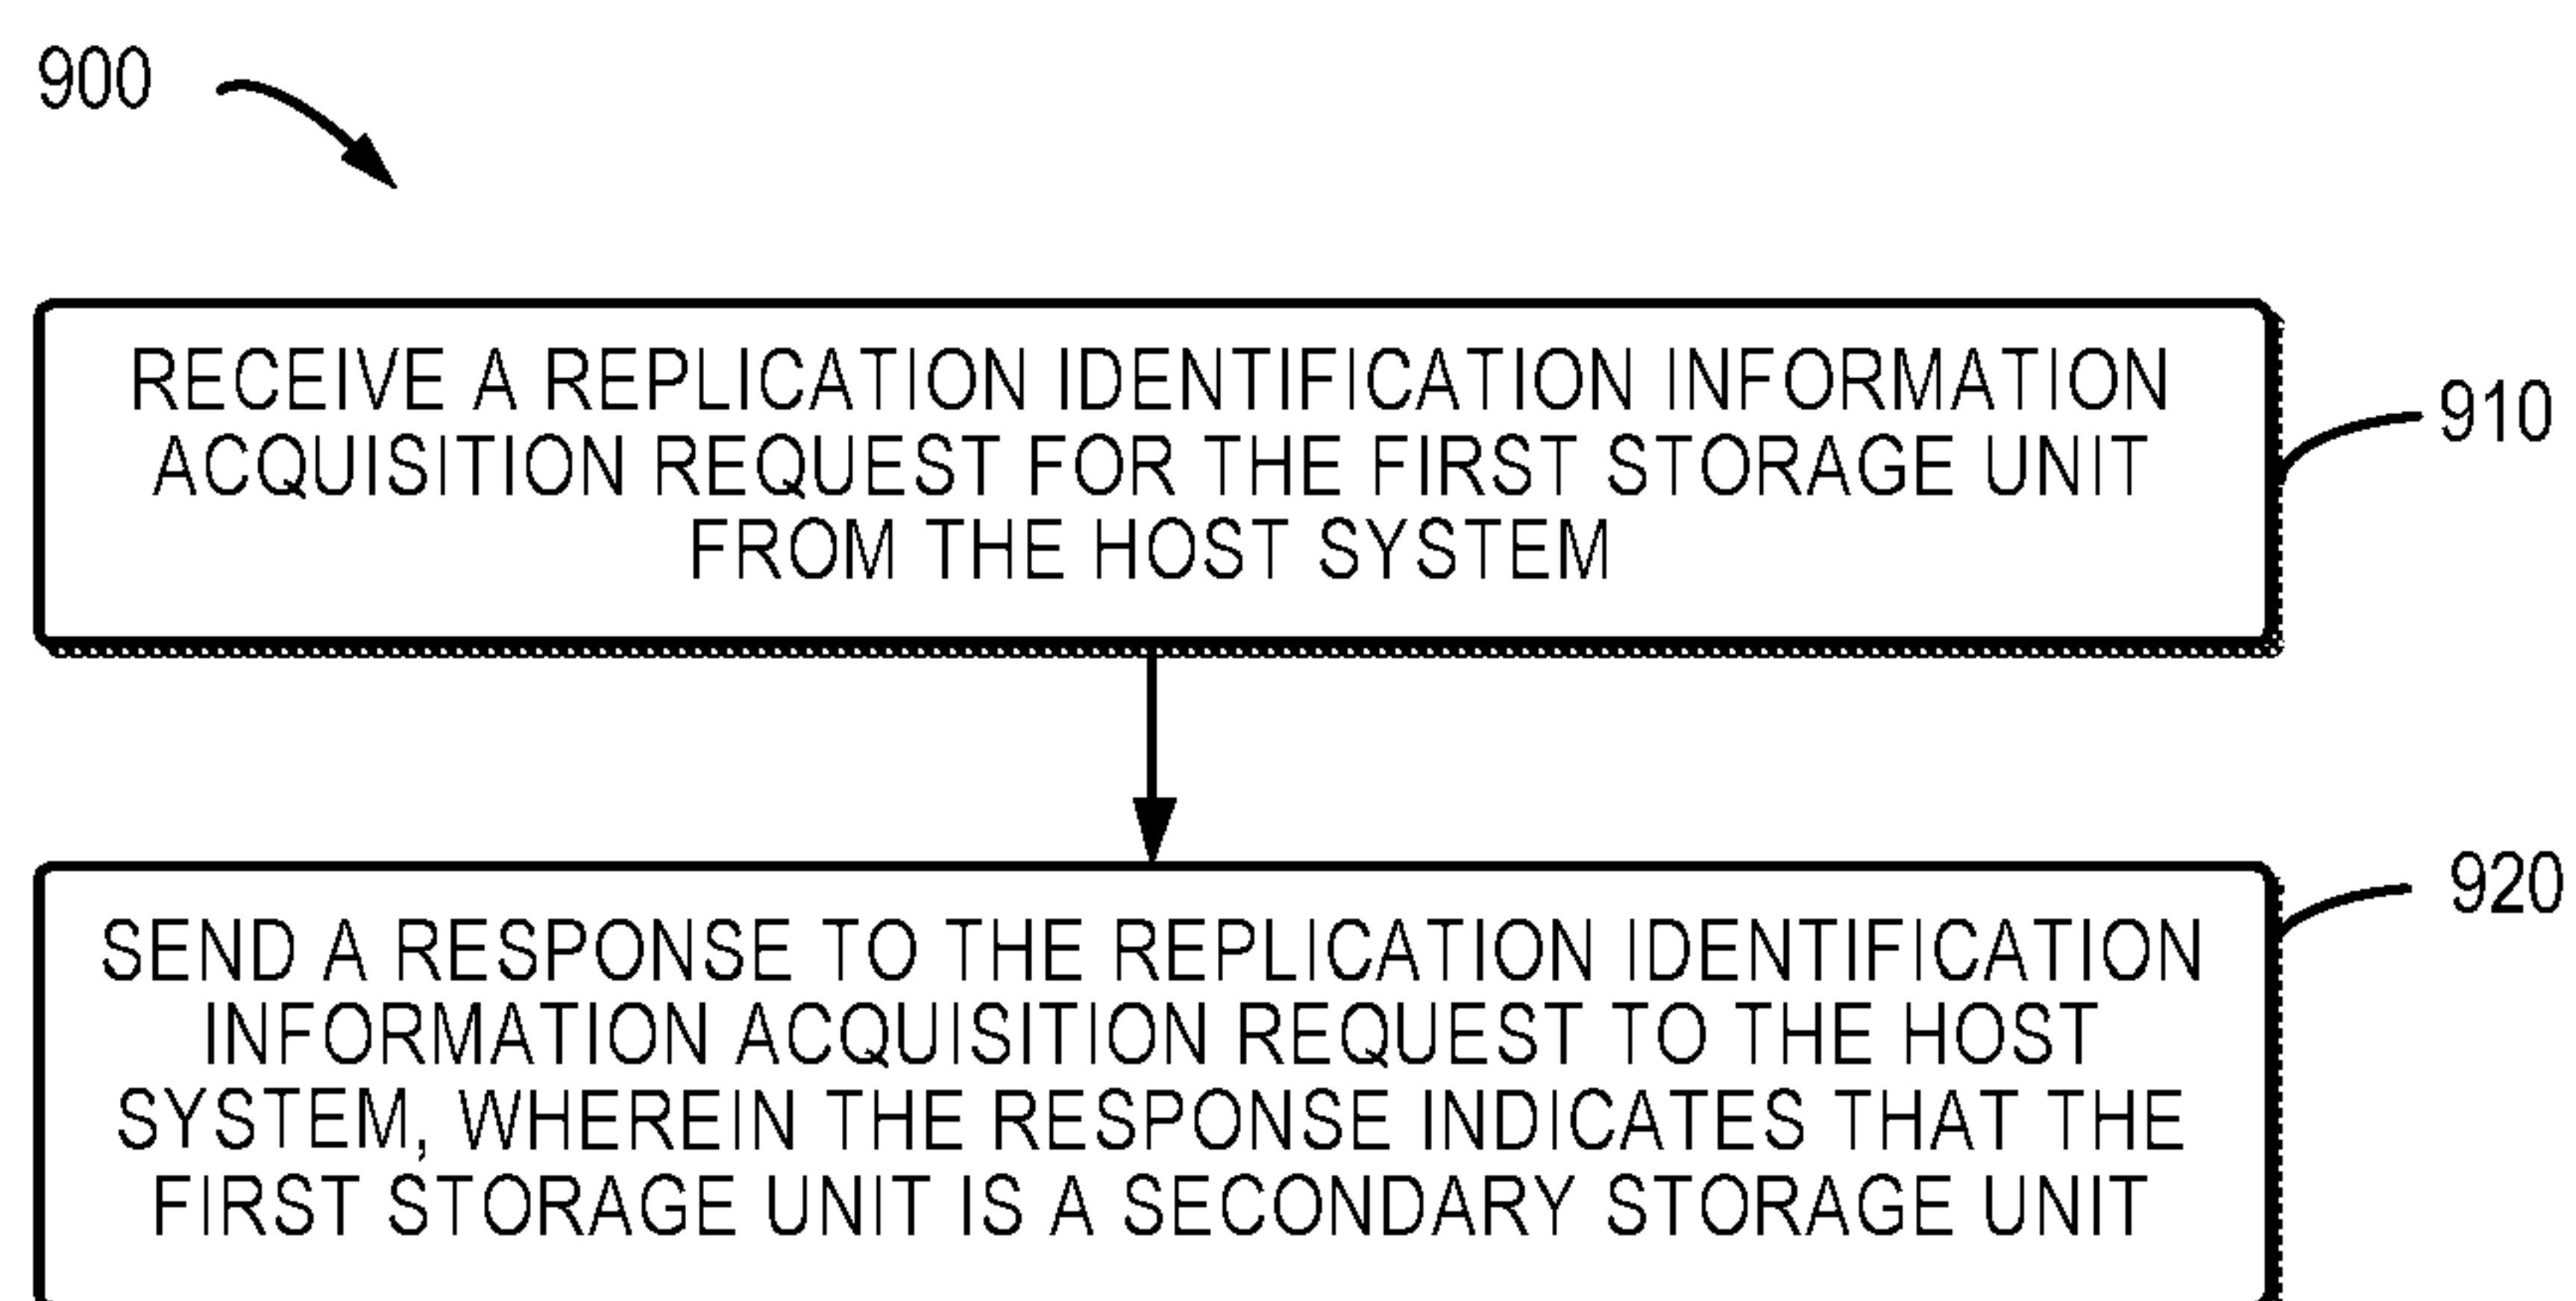 900
RECEIVE A REPLICATION IDENTIFICATION INFORMATION
ACQUISITION REQUEST FOR THE FIRST STORAGE UNIT
FROM THE HOST SYSTEM
910
SEND A RESPONSE TO THE REPLICATION IDENTIFICATION
INFORMATION ACQUISITION REQUEST TO THE HOST
SYSTEM, WHEREIN THE RESPONSE INDICATES THAT THE
FIRST STORAGE UNIT IS A SECONDARY STORAGE UNIT
920